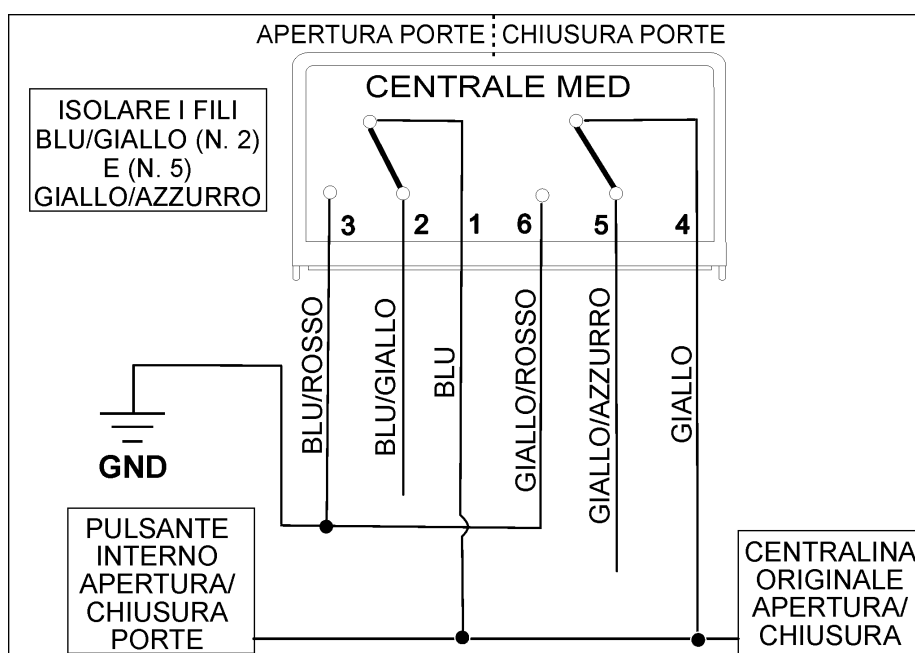 APERTURA PORTE CHIUSURA PORTE
CENTRALE MED
ISOLARE I FILI
BLU/GIALLO (N. 2)
E (N. 5)
GIALLO/AZZURRO
3 2 1 6 5 4
BLU/ROSSO
BLU/GIALLO
BLU
GIALLO/ROSSO
GIALLO/AZZURRO
GIALLO
GND
PULSANTE
INTERNO
APERTURA/
CHIUSURA
PORTE
CENTRALINA
ORIGINALE
APERTURA/
CHIUSURA